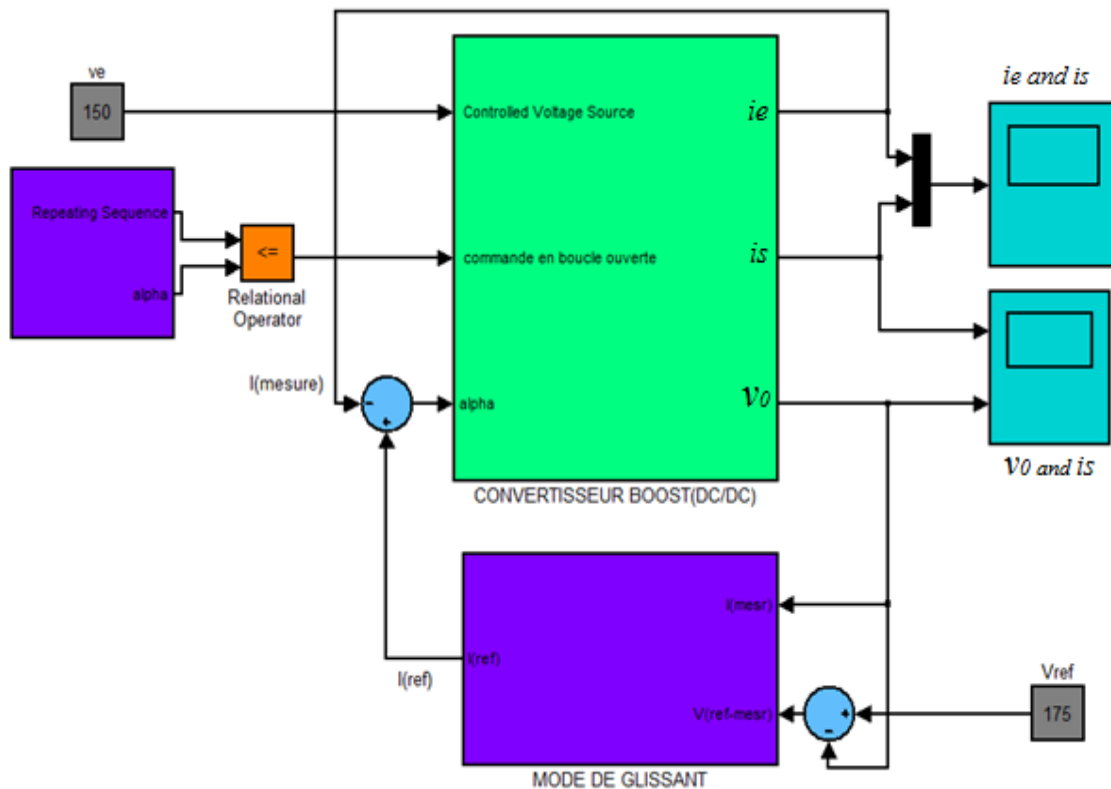 ve
150
Repeating Sequence
alpha
<=
Relational
Operator
Controlled Voltage Source
commande en boucle ouverte
alpha
ie
is
v0
CONVERTISSEUR BOOST(DC/DC)
ie and is
v0 and is
I(mesure)
-
+
I(ref)
I(ref)
I(mesr)
V(ref-mesr)
MODE DE GLISSANT
+
-
Vref
175